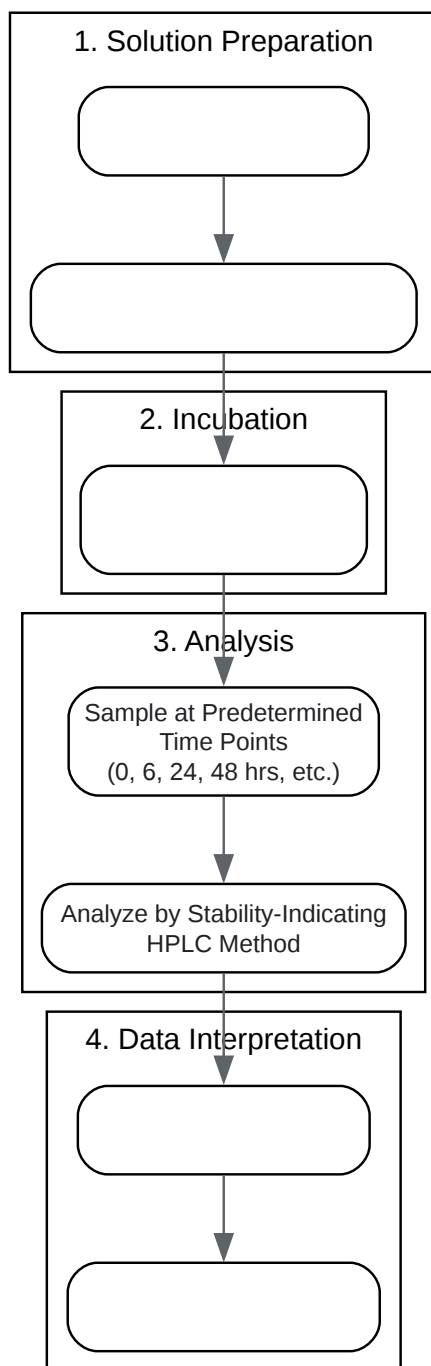 1. Solution Preparation
2. Incubation
3. Analysis
Sample at Predetermined
Time Points
(0, 6, 24, 48 hrs, etc.)
Analyze by Stability-Indicating
HPLC Method
4. Data Interpretation